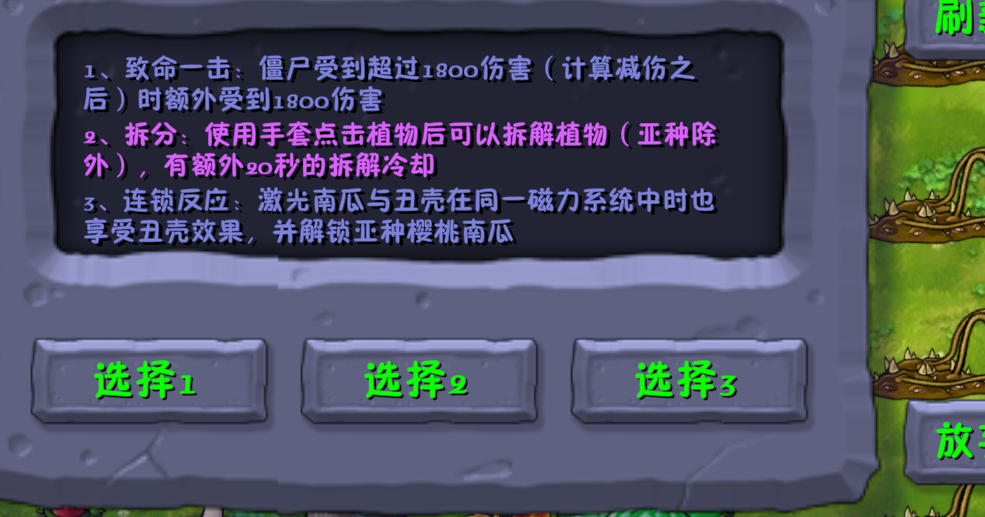 刷
1、致命一击：僵尸受到超过1800伤害（计算减伤之
后）时额外受到1800伤害
2、拆分：使用手套点击植物后可以拆解植物（亚种除
外），有额外20秒的拆解冷却
3、连锁反应：激光南瓜与丑壳在同一磁力系统中时也
享受丑壳效果，并解锁亚种樱桃南瓜
选择1
选择2
选择3
放